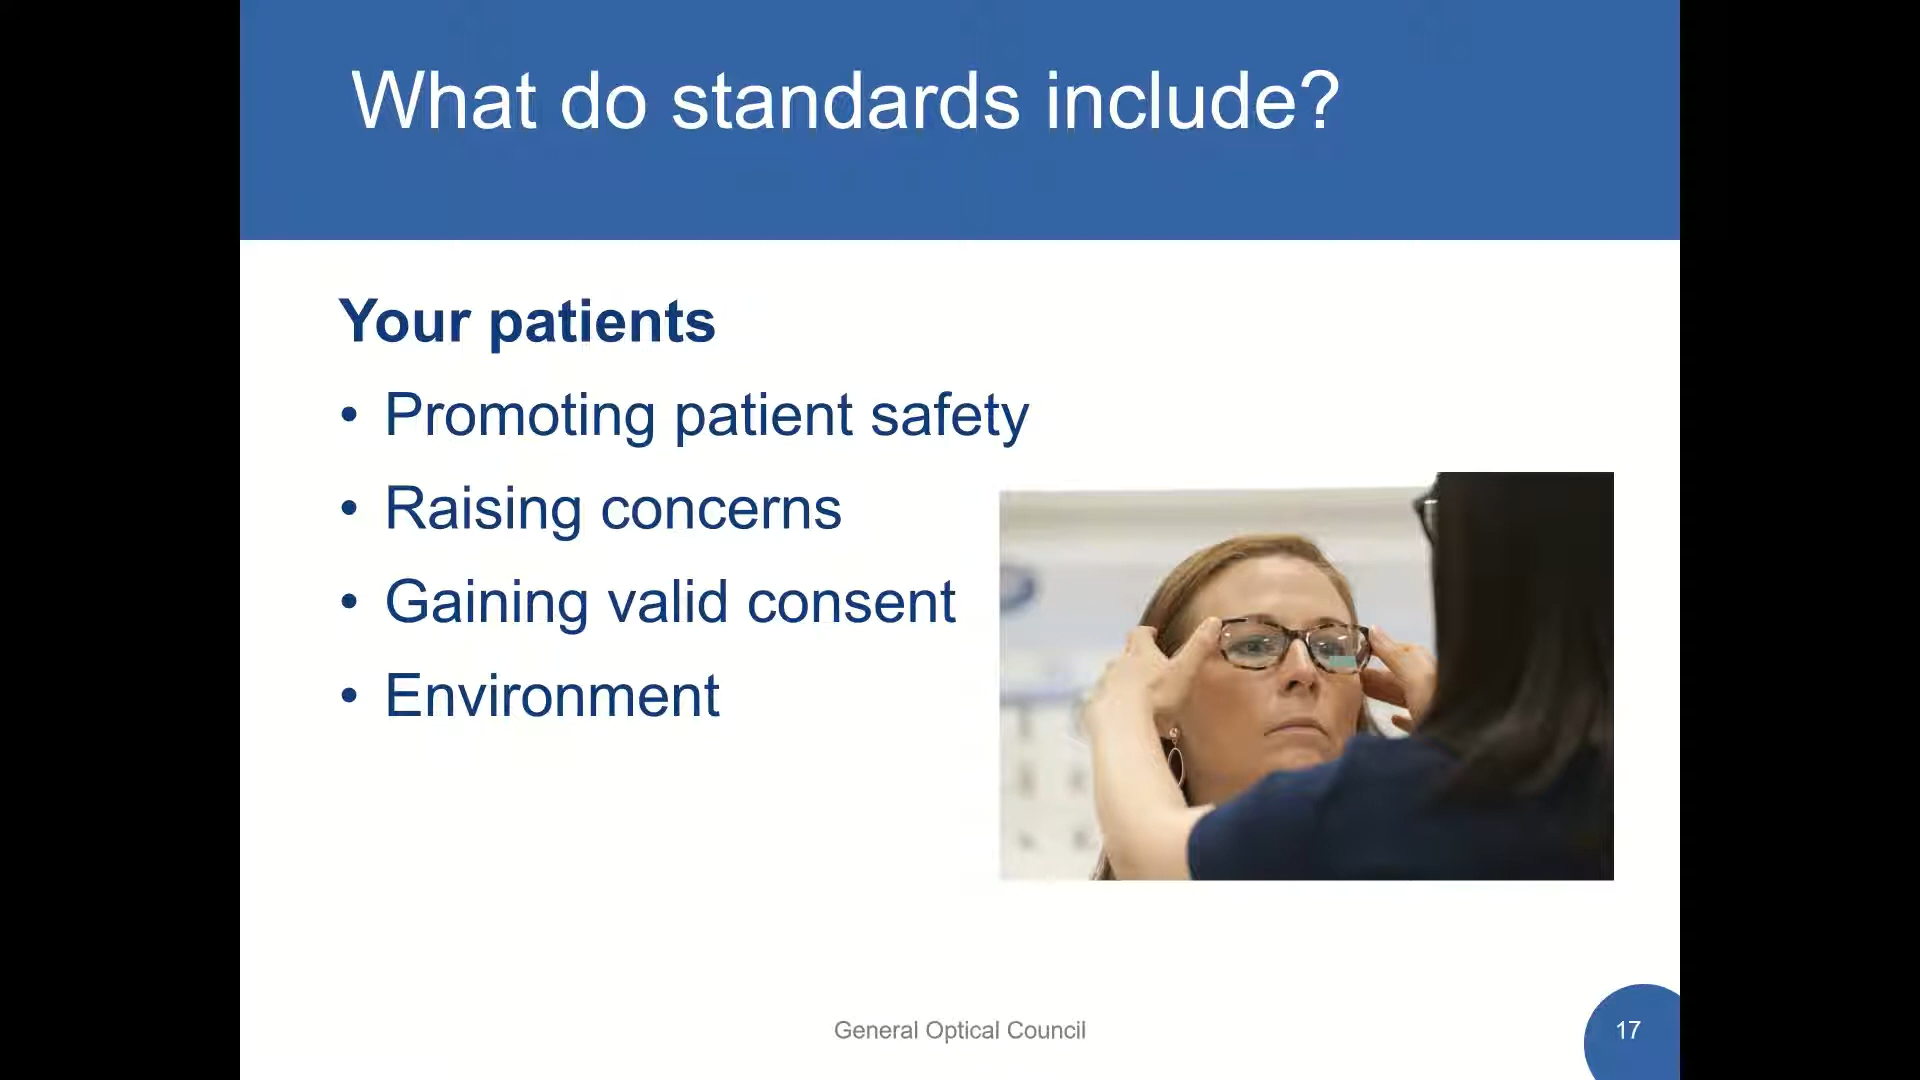 What do standards include?
Your patients
• Promoting patient safety
• Raising concerns
• Gaining valid consent
• Environment
General Optical Council
17